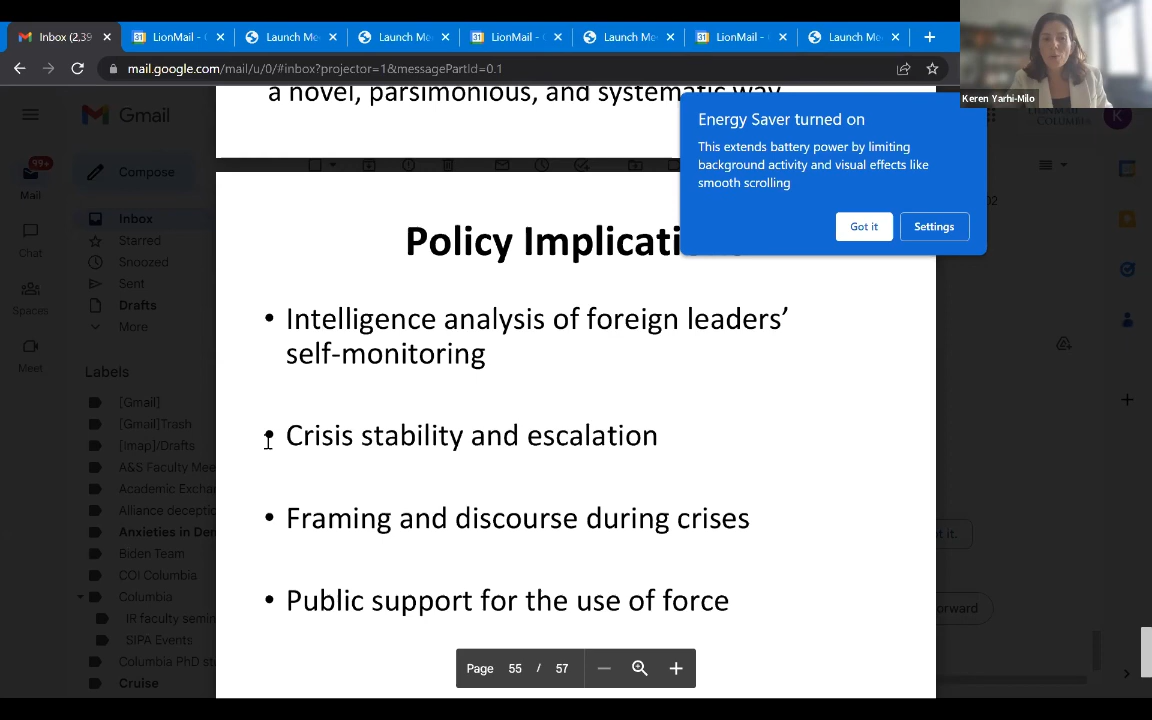 Inbox (2,39
LionMail -
Launch Me
Launch Me
LionMail -
Launch Me
LionMail -
Launch Me
mail.google.com/mail/u/0/#inbox?projector=1&messagePartId=0.1
Keren Yarhi-Milo
Gmail
COLUMBIA
K
99+
Mail
Chat
Spaces
Meet
Compose
Inbox
Starred
Snoozed
Sent
Drafts
More
Labels
[Gmail]
[Gmail]Trash
[Imap]/Drafts
A&S Faculty Mee
Academic Excha
Alliance decepti
Anxieties in Den
Biden Team
COI Columbia
Columbia
IR faculty semin
SIPA Events
Columbia PhD st
Cruise
a novel, parsimonious, and systematic way
Energy Saver turned on
This extends battery power by limiting
background activity and visual effects like
smooth scrolling
Got it
Settings
Policy Implicati
• Intelligence analysis of foreign leaders’
self-monitoring
• Crisis stability and escalation
• Framing and discourse during crises
• Public support for the use of force
t it.
orward
Page 55 / 57